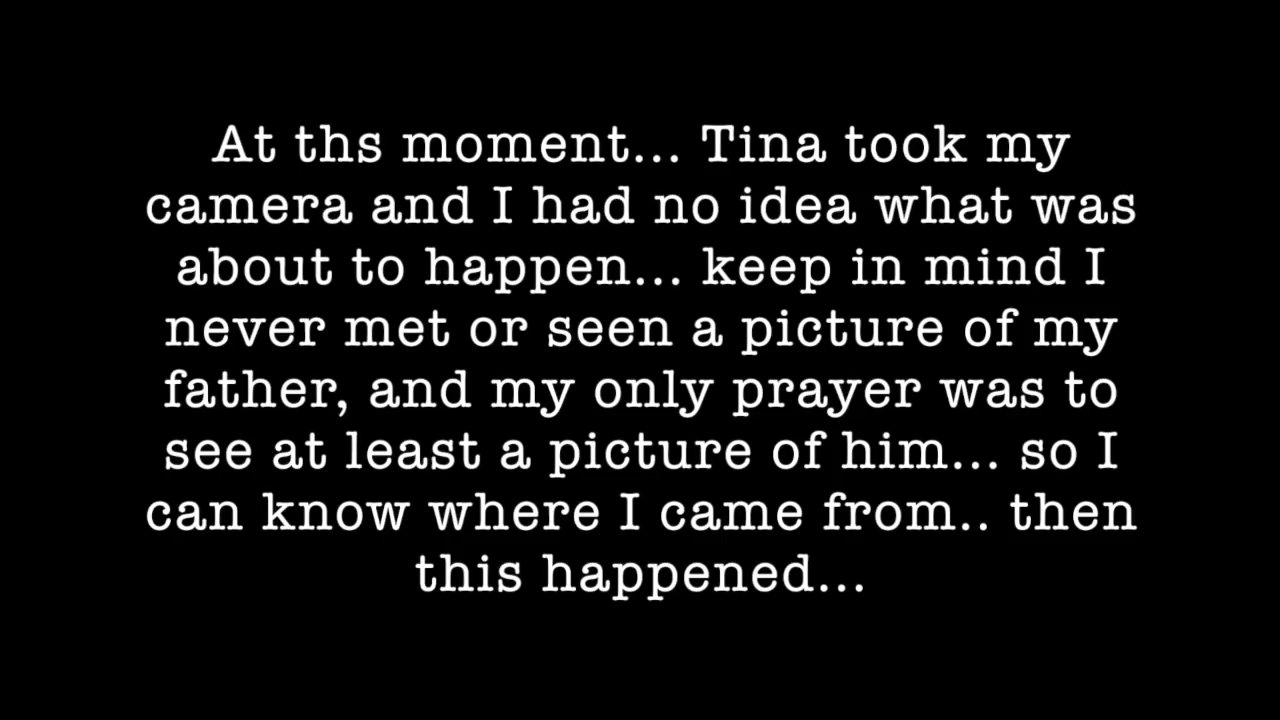 At ths moment... Tina took my
camera and I had no idea what was
about to happen... keep in mind I
never met or seen a picture of my
father, and my only prayer was to
see at least a picture of him... so I
can know where I came from.. then
this happened...